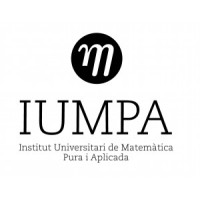 m
IUMPA
Institut Universitari de Matemàtica
Pura i Aplicada